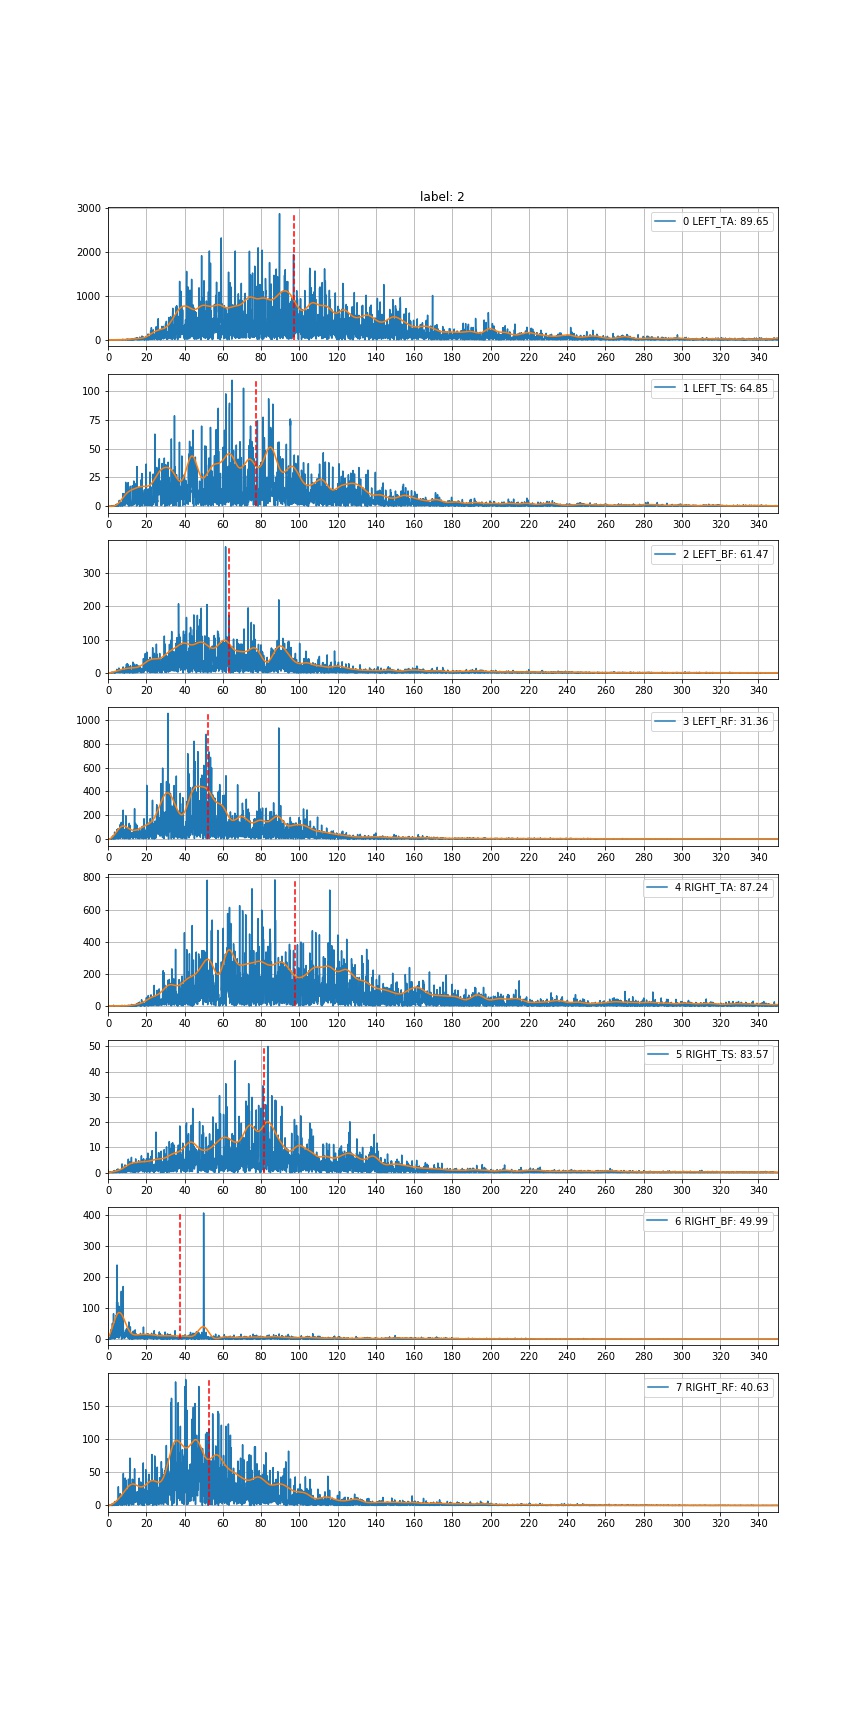 label: 2
3000
2000
1000
0
0 LEFT_TA: 89.65
0 20 40 60 80 100 120 140 160 180 200 220 240 260 280 300 320 340
100
75
50
25
0
1 LEFT_TS: 64.85
0 20 40 60 80 100 120 140 160 180 200 220 240 260 280 300 320 340
300
200
100
0
2 LEFT_BF: 61.47
0 20 40 60 80 100 120 140 160 180 200 220 240 260 280 300 320 340
1000
800
600
400
200
0
3 LEFT_RF: 31.36
0 20 40 60 80 100 120 140 160 180 200 220 240 260 280 300 320 340
800
600
400
200
0
4 RIGHT_TA: 87.24
0 20 40 60 80 100 120 140 160 180 200 220 240 260 280 300 320 340
50
40
30
20
10
0
5 RIGHT_TS: 83.57
0 20 40 60 80 100 120 140 160 180 200 220 240 260 280 300 320 340
400
300
200
100
0
6 RIGHT_BF: 49.99
0 20 40 60 80 100 120 140 160 180 200 220 240 260 280 300 320 340
150
100
50
0
7 RIGHT_RF: 40.63
0 20 40 60 80 100 120 140 160 180 200 220 240 260 280 300 320 340